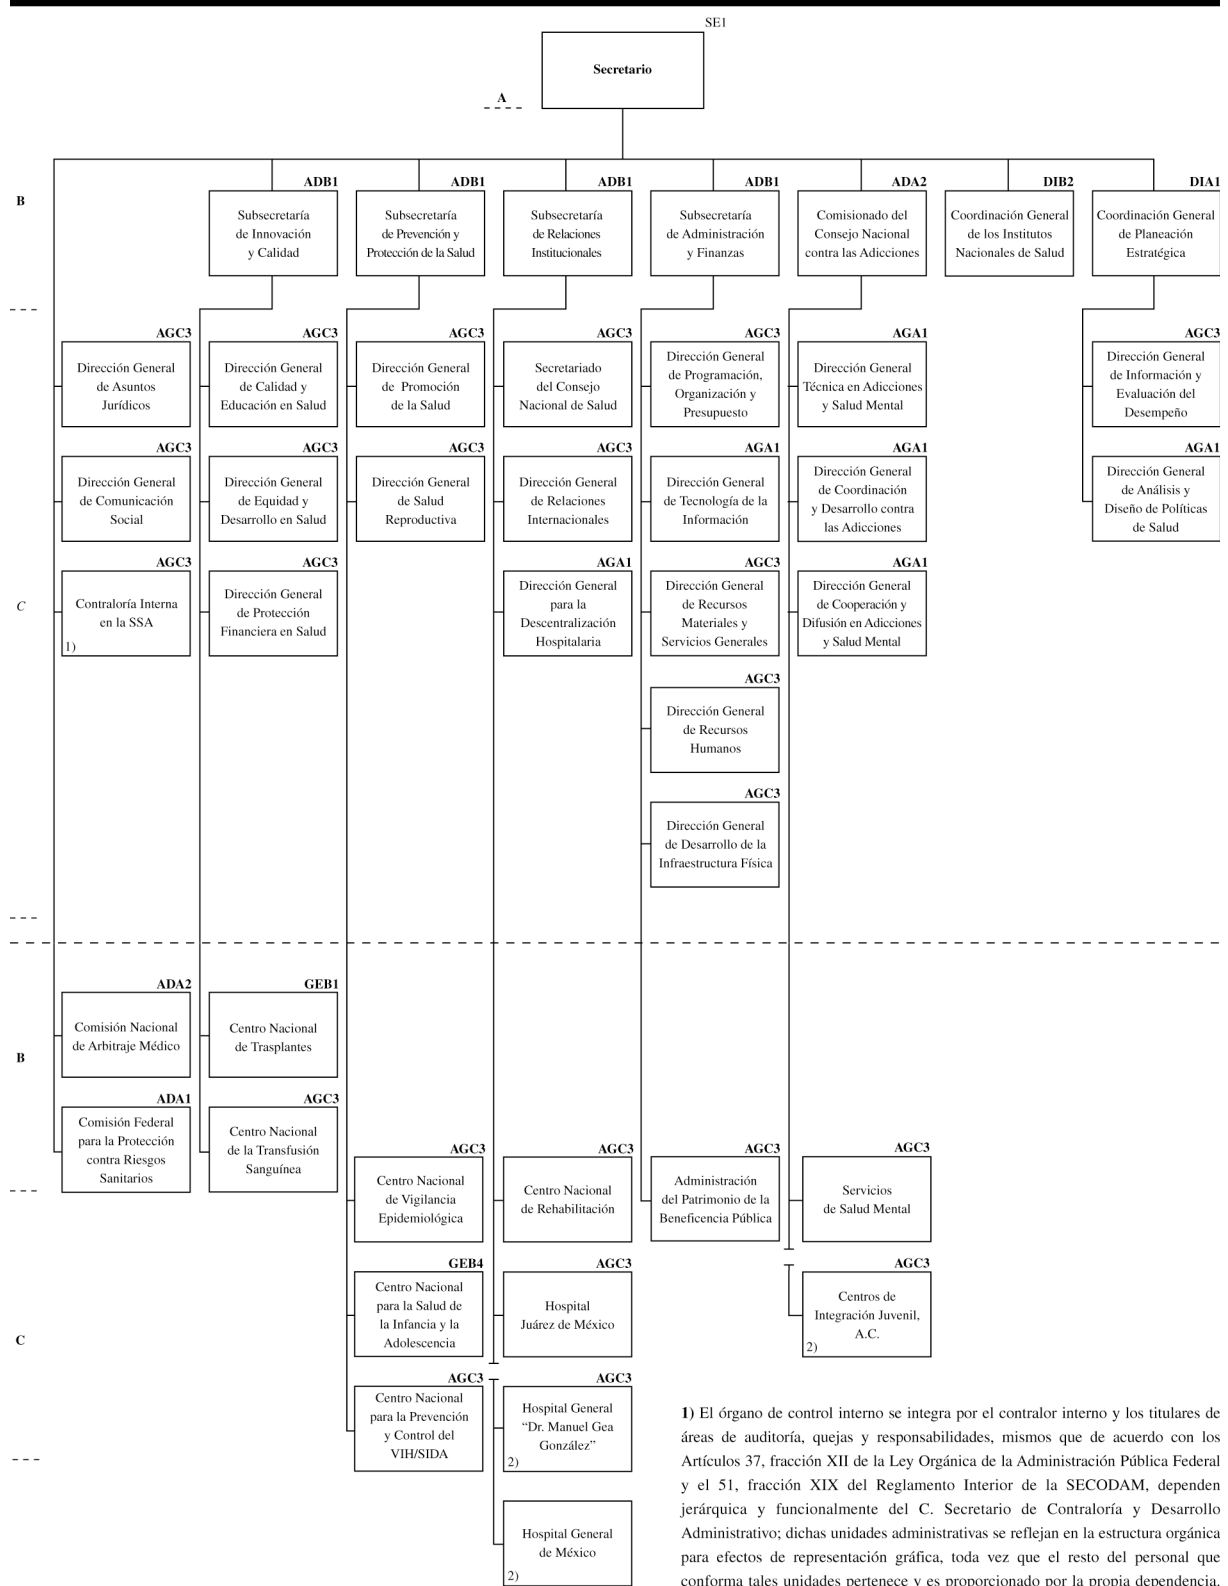 SE1
Secretario
A
B
ADB1
Subsecretaría
de Innovación
y Calidad
ADB1
Subsecretaría
de Prevención y
Protección de la Salud
ADB1
Subsecretaría
de Relaciones
Institucionales
ADB1
Subsecretaría
de Administración
y Finanzas
ADA2
Comisionado del
Consejo Nacional
contra las Adicciones
DIB2
Coordinación General
de los Institutos
Nacionales de Salud
DIA1
Coordinación General
de Planeación
Estratégica
AGC3
Dirección General
de Asuntos
Jurídicos
AGC3
Dirección General
de Calidad y
Educación en Salud
AGC3
Dirección General
de Promoción
de la Salud
AGC3
Secretariado
del Consejo
Nacional de Salud
AGC3
Dirección General
de Programación,
Organización y
Presupuesto
AGA1
Dirección General
Técnica en Adicciones
y Salud Mental
AGC3
Dirección General
de Información y
Evaluación del
Desempeño
AGC3
Dirección General
de Comunicación
Social
AGC3
Dirección General
de Equidad y
Desarrollo en Salud
AGC3
Dirección General
de Salud
Reproductiva
AGC3
Dirección General
de Relaciones
Internacionales
AGA1
Dirección General
de Tecnología de la
Información
AGA1
Dirección General
de Coordinación
y Desarrollo contra
las Adicciones
AGA1
Dirección General
de Análisis y
Diseño de Políticas
de Salud
C
AGC3
Contraloría Interna
en la SSA
1)
AGC3
Dirección General
de Protección
Financiera en Salud
AGA1
Dirección General
para la
Descentralización
Hospitalaria
AGC3
Dirección General
de Recursos
Materiales y
Servicios Generales
AGA1
Dirección General
de Cooperación y
Difusión en Adicciones
y Salud Mental
AGC3
Dirección General
de Recursos
Humanos
AGC3
Dirección General
de Desarrollo de la
Infraestructura Física
B
ADA2
Comisión Nacional
de Arbitraje Médico
GEB1
Centro Nacional
de Trasplantes
ADA1
Comisión Federal
para la Protección
contra Riesgos
Sanitarios
AGC3
Centro Nacional
de la Transfusión
Sanguínea
AGC3
Centro Nacional
de Vigilancia
Epidemiológica
AGC3
Centro Nacional
de Rehabilitación
AGC3
Administración
del Patrimonio de la
Beneficencia Pública
AGC3
Servicios
de Salud Mental
C
GEB4
Centro Nacional
para la Salud de
la Infancia y la
Adolescencia
AGC3
Hospital
Juárez de México
AGC3
Centros de
Integración Juvenil,
A.C.
2)
AGC3
Centro Nacional
para la Prevención
y Control del
VIH/SIDA
AGC3
Hospital General
“Dr. Manuel Gea
González”
2)
Hospital General
de México
2)
1) El órgano de control interno se integra por el contralor interno y los titulares de
áreas de auditoría, quejas y responsabilidades, mismos que de acuerdo con los
Artículos 37, fracción XII de la Ley Orgánica de la Administración Pública Federal
y el 51, fracción XIX del Reglamento Interior de la SECODAM, dependen
jerárquica y funcionalmente del C. Secretario de Contraloría y Desarrollo
Administrativo; dichas unidades administrativas se reflejan en la estructura orgánica
para efectos de representación gráfica, toda vez que el resto del personal que
conforma tales unidades pertenece y es proporcionado por la propia dependencia.